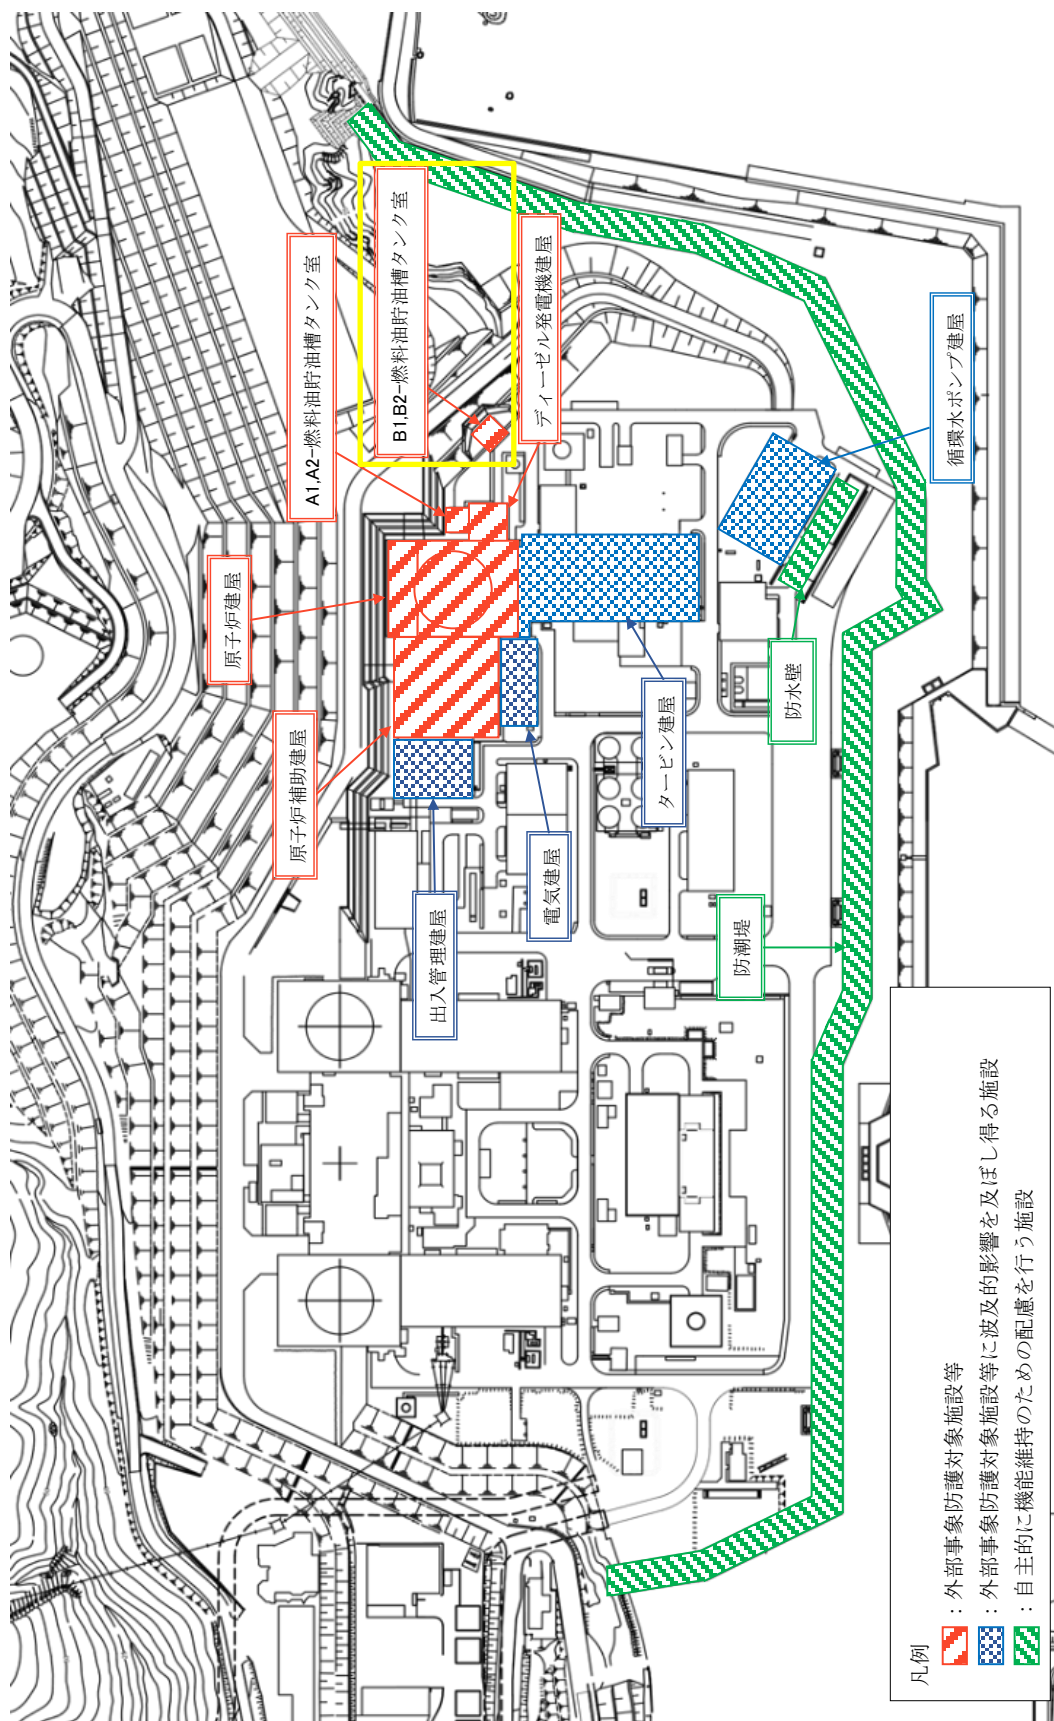 A1,A2-燃料油貯油槽タンク室
B1,B2-燃料油貯油槽タンク室
ディーゼル発電機建屋
原子炉建屋
原子炉補助建屋
循環水ポンプ建屋
防水壁
タービン建屋
電気建屋
出入管理建屋
防潮堤
凡例
：外部事象防護対象施設等
：外部事象防護対象施設等に波及的影響を及ぼし得る施設
：自主的に機能維持のための配慮を行う施設